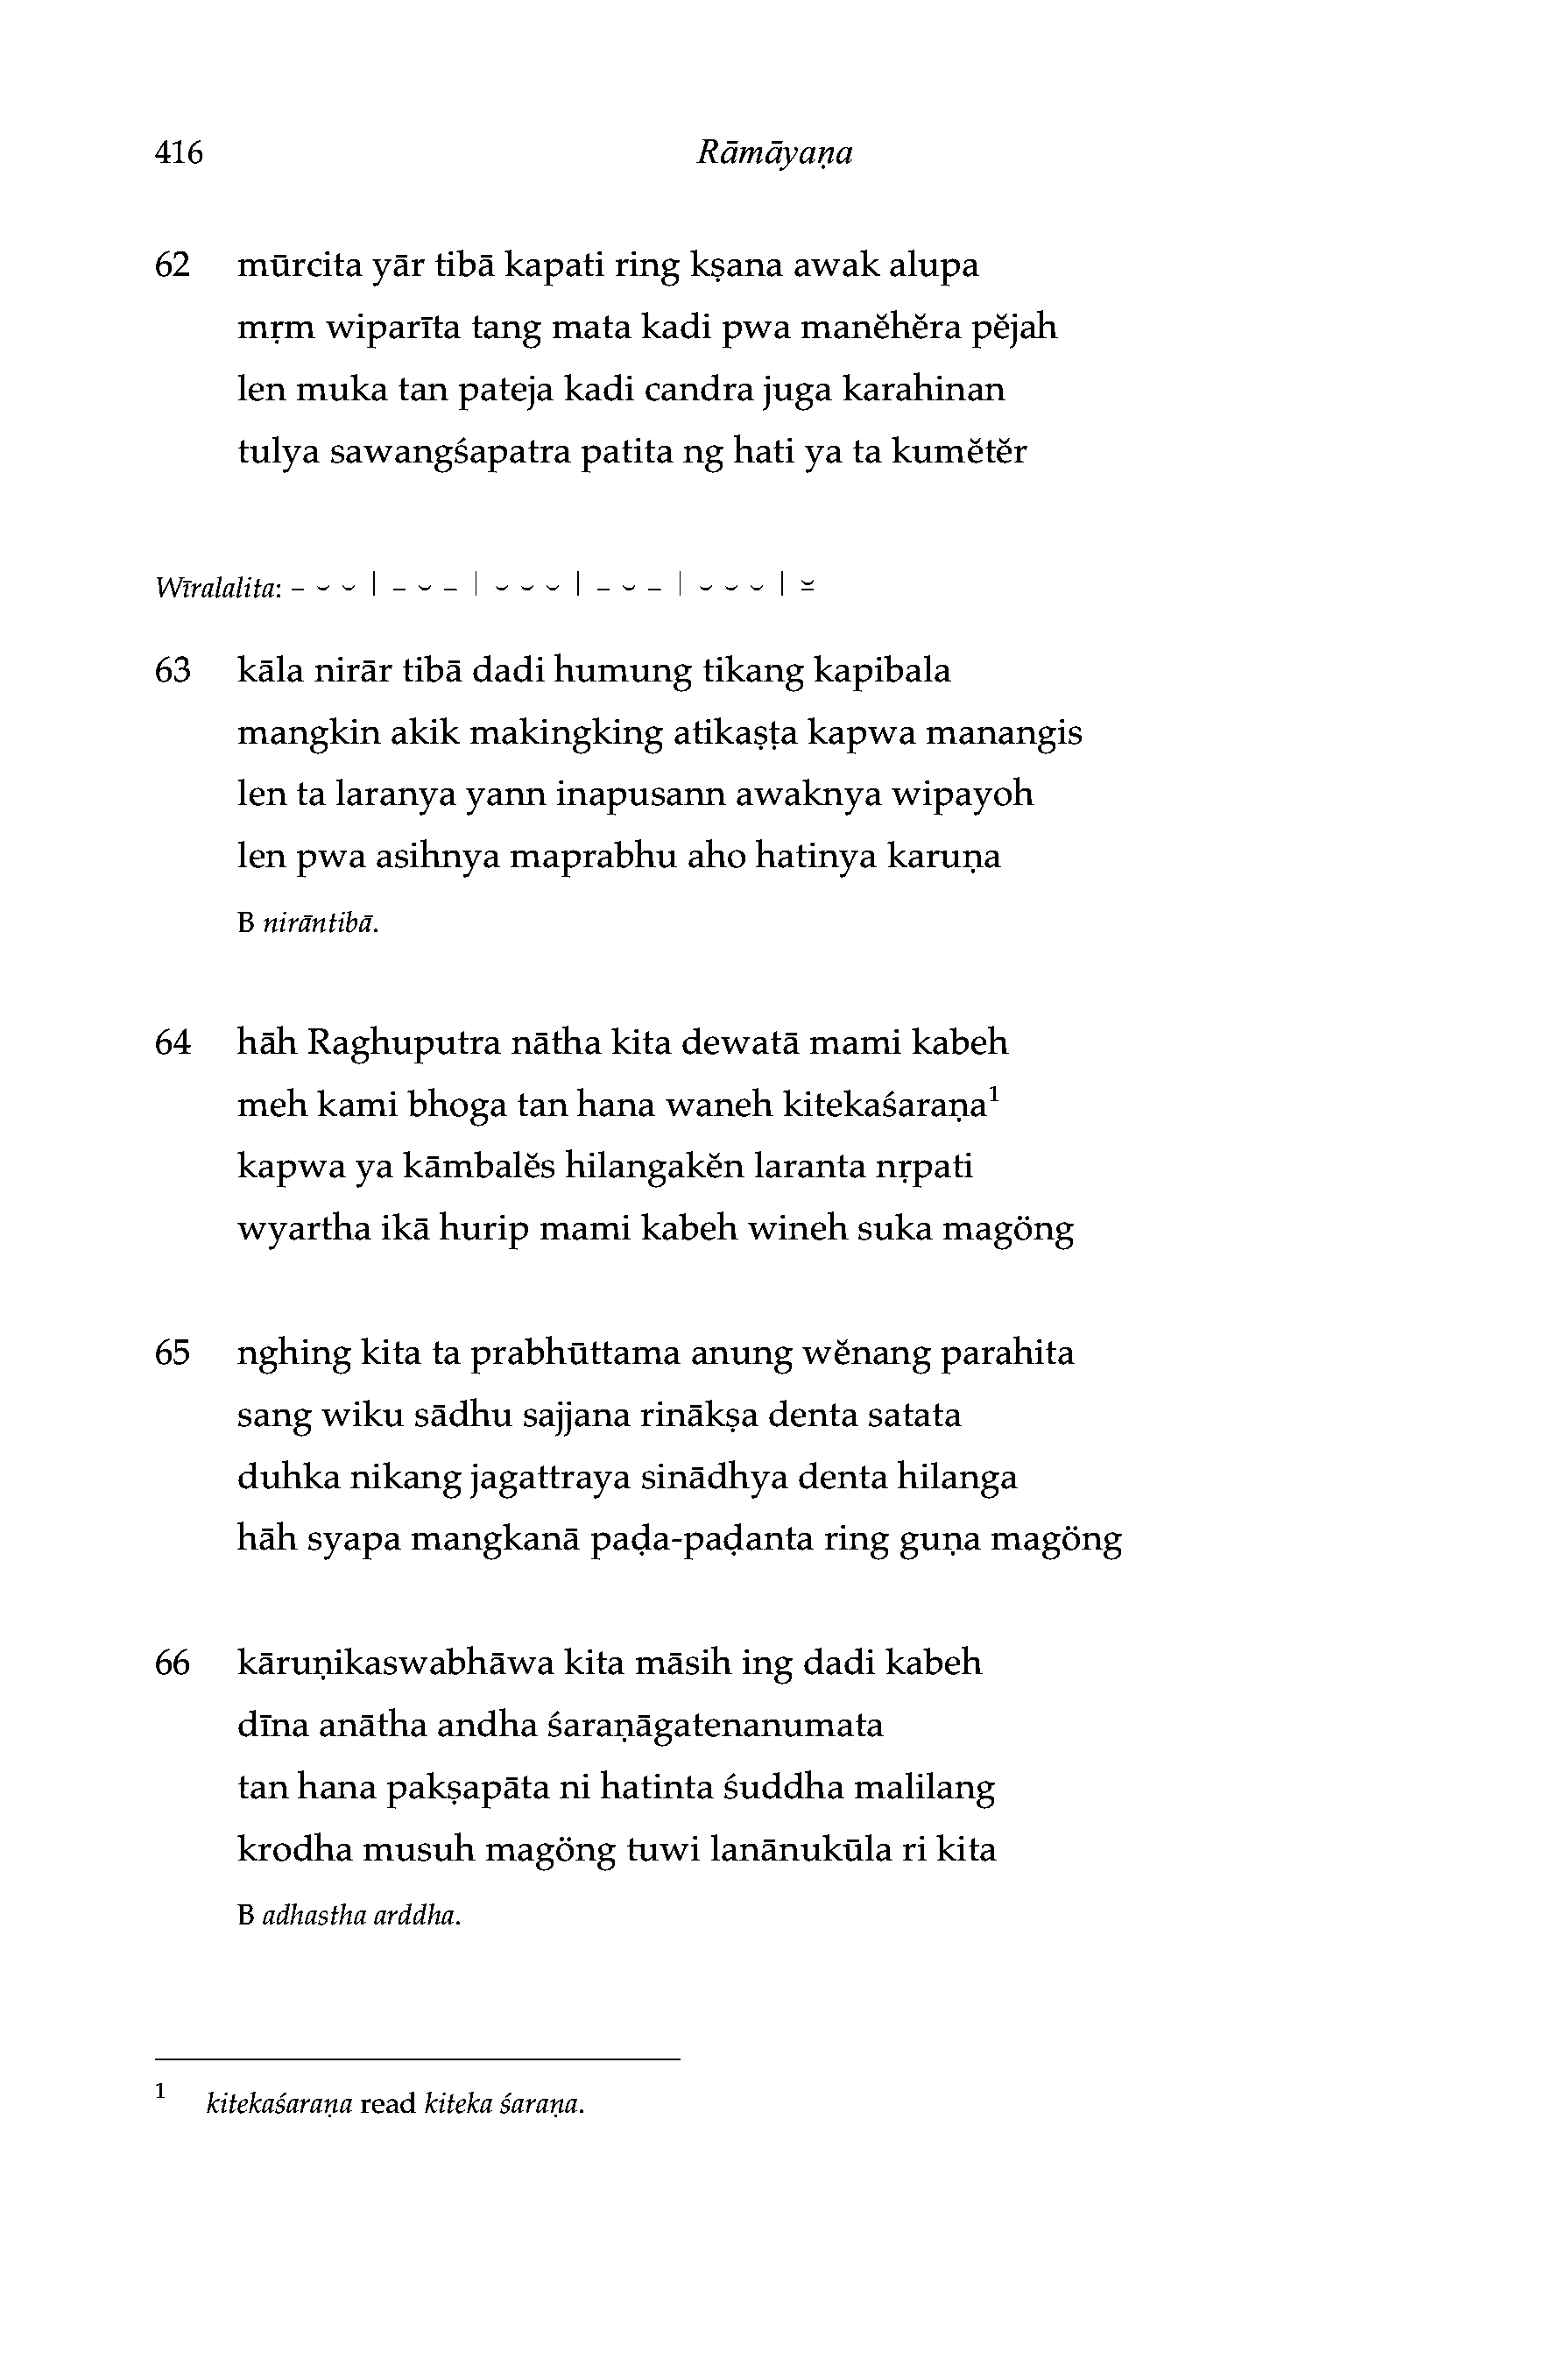 416 Rāmāyaṇa
62 mūrcita yār tibā kapati ring kṣana awak alupa
mṛm wiparīta tang mata kadi pwa manĕhĕra pĕjah
len muka tan pateja kadi candra juga karahinan
tulya sawangśapatra patita ng hati ya ta kumĕtĕr
Wīralalita: – ⏑ ⏑ | – ⏑ – | ⏑ ⏑ ⏑ | – ⏑ – | ⏑ ⏑ ⏑ | ⏓
63 kāla nirār tibā dadi humung tikang kapibala
mangkin akik makingking atikaṣṭa kapwa manangis
len ta laranya yann inapusann awaknya wipayoh
len pwa asihnya maprabhu aho hatinya karuṇa
B nirāntibā.
64 hāh Raghuputra nātha kita dewatā mami kabeh
meh kami bhoga tan hana waneh kitekaśaraṇa¹
kapwa ya kāmbalĕs hilangakĕn laranta nṛpati
wyartha ikā hurip mami kabeh wineh suka magöng
65 nghing kita ta prabhūttama anung wĕnang parahita
sang wiku sādhu sajjana rinākṣa denta satata
duhka nikang jagattraya sinādhya denta hilanga
hāh syapa mangkanā paḍa-paḍanta ring guṇa magöng
66 kāruṇikaswabhāwa kita māsih ing dadi kabeh
dīna anātha andha śaraṇāgatenanumata
tan hana pakṣapāta ni hatinta śuddha malilang
krodha musuh magöng tuwi lanānukūla ri kita
B adhastha arddha.
1 kitekaśaraṇa read kiteka śaraṇa.